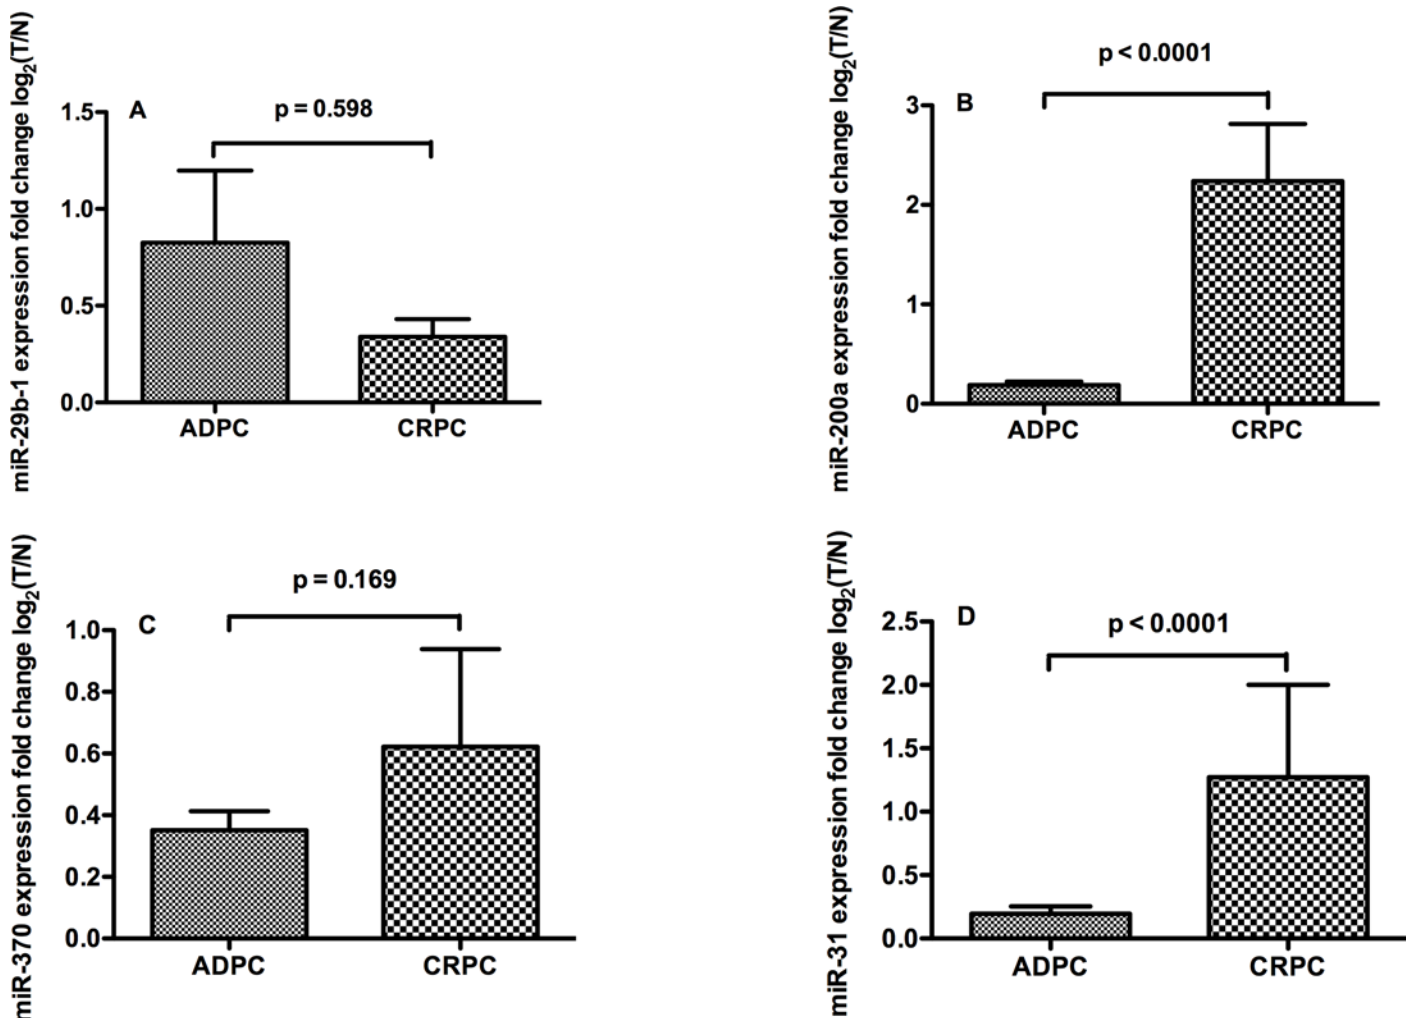 miR-29b-1 expression fold change log2(T/N)
A
p = 0.598
1.5
1.0
0.5
0.0
ADPC CRPC
miR-200a expression fold change log2(T/N)
B
p < 0.0001
3
2
1
0
ADPC CRPC
miR-370 expression fold change log2(T/N)
C
p = 0.169
1.0
0.8
0.6
0.4
0.2
0.0
ADPC CRPC
miR-31 expression fold change log2(T/N)
D
p < 0.0001
2.5
2.0
1.5
1.0
0.5
0.0
ADPC CRPC